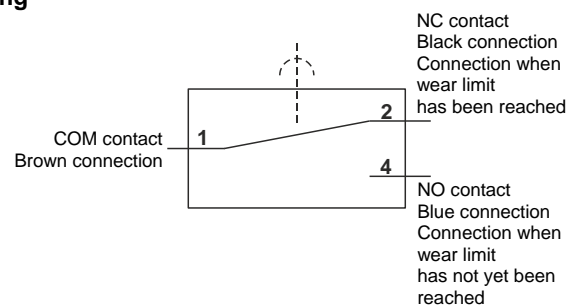 NC contact
Black connection
Connection when
wear limit
has been reached
2
1
COM contact
Brown connection
4
NO contact
Blue connection
Connection when
wear limit
has not yet been
reached